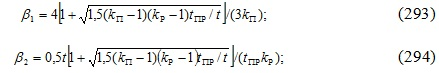 β₁ = 4[1 + √1,5(k_П − 1)(k_Р − 1)t_ПР / t]/(3k_П); (293)
β₂ = 0,5t[1 + √1,5(k_П − 1)(k_Р − 1)t_ПР / t]/(t_ПР k_Р); (294)